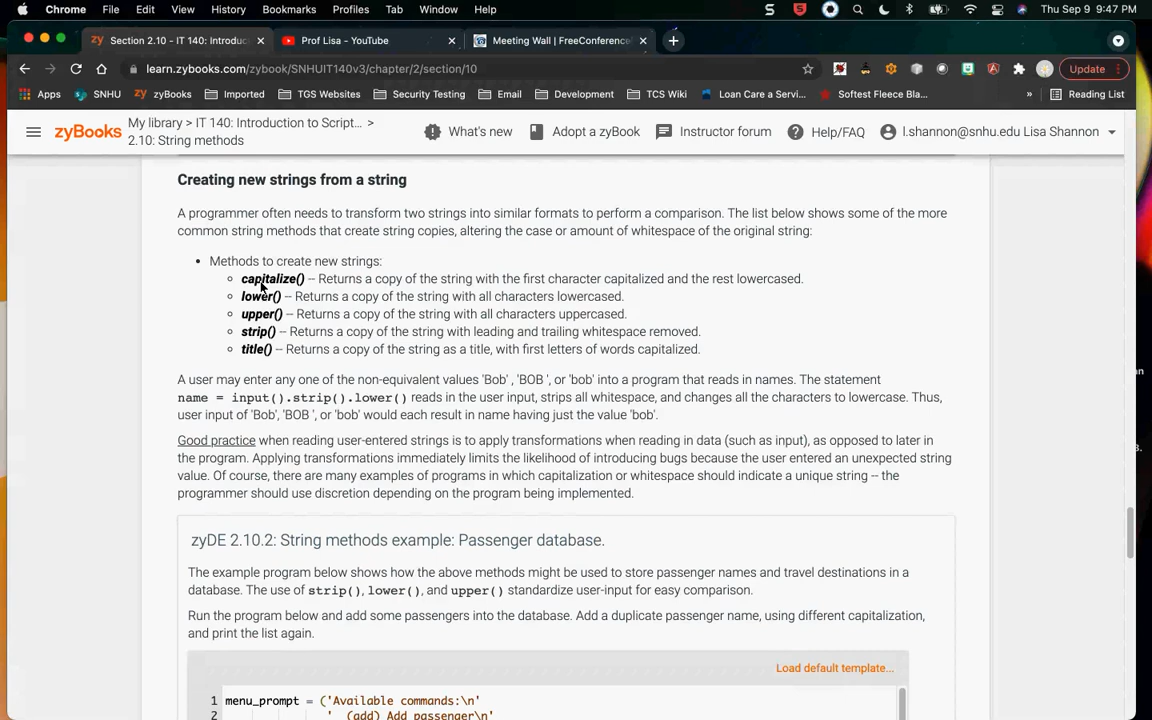 Chrome File Edit View History Bookmarks Profiles Tab Window Help Thu Sep 9 9:47 PM
zy Section 2.10 - IT 140: Introduc Prof Lisa - YouTube Meeting Wall | FreeConference
learn.zybooks.com/zybook/SNHUIT140v3/chapter/2/section/10 Update
Apps SNHU zyBooks Imported TGS Websites Security Testing Email Development TCS Wiki Loan Care a Servi... Softest Fleece Bla... » Reading List
zyBooks My library > IT 140: Introduction to Script... > What's new Adopt a zyBook Instructor forum Help/FAQ l.shannon@snhu.edu Lisa Shannon
2.10: String methods
Creating new strings from a string
A programmer often needs to transform two strings into similar formats to perform a comparison. The list below shows some of the more
common string methods that create string copies, altering the case or amount of whitespace of the original string:
• Methods to create new strings:
capitalize() -- Returns a copy of the string with the first character capitalized and the rest lowercased.
lower() -- Returns a copy of the string with all characters lowercased.
upper() -- Returns a copy of the string with all characters uppercased.
strip() -- Returns a copy of the string with leading and trailing whitespace removed.
title() -- Returns a copy of the string as a title, with first letters of words capitalized.
A user may enter any one of the non-equivalent values 'Bob' , 'BOB ', or 'bob' into a program that reads in names. The statement
name = input().strip().lower() reads in the user input, strips all whitespace, and changes all the characters to lowercase. Thus,
user input of 'Bob', 'BOB ', or 'bob' would each result in name having just the value 'bob'.
Good practice when reading user-entered strings is to apply transformations when reading in data (such as input), as opposed to later in
the program. Applying transformations immediately limits the likelihood of introducing bugs because the user entered an unexpected string
value. Of course, there are many examples of programs in which capitalization or whitespace should indicate a unique string -- the
programmer should use discretion depending on the program being implemented.
zyDE 2.10.2: String methods example: Passenger database.
The example program below shows how the above methods might be used to store passenger names and travel destinations in a
database. The use of strip(), lower(), and upper() standardize user-input for easy comparison.
Run the program below and add some passengers into the database. Add a duplicate passenger name, using different capitalization,
and print the list again.
Load default template...
1 menu_prompt = ('Available commands:\n'
2 ' (add) Add passenger\n'